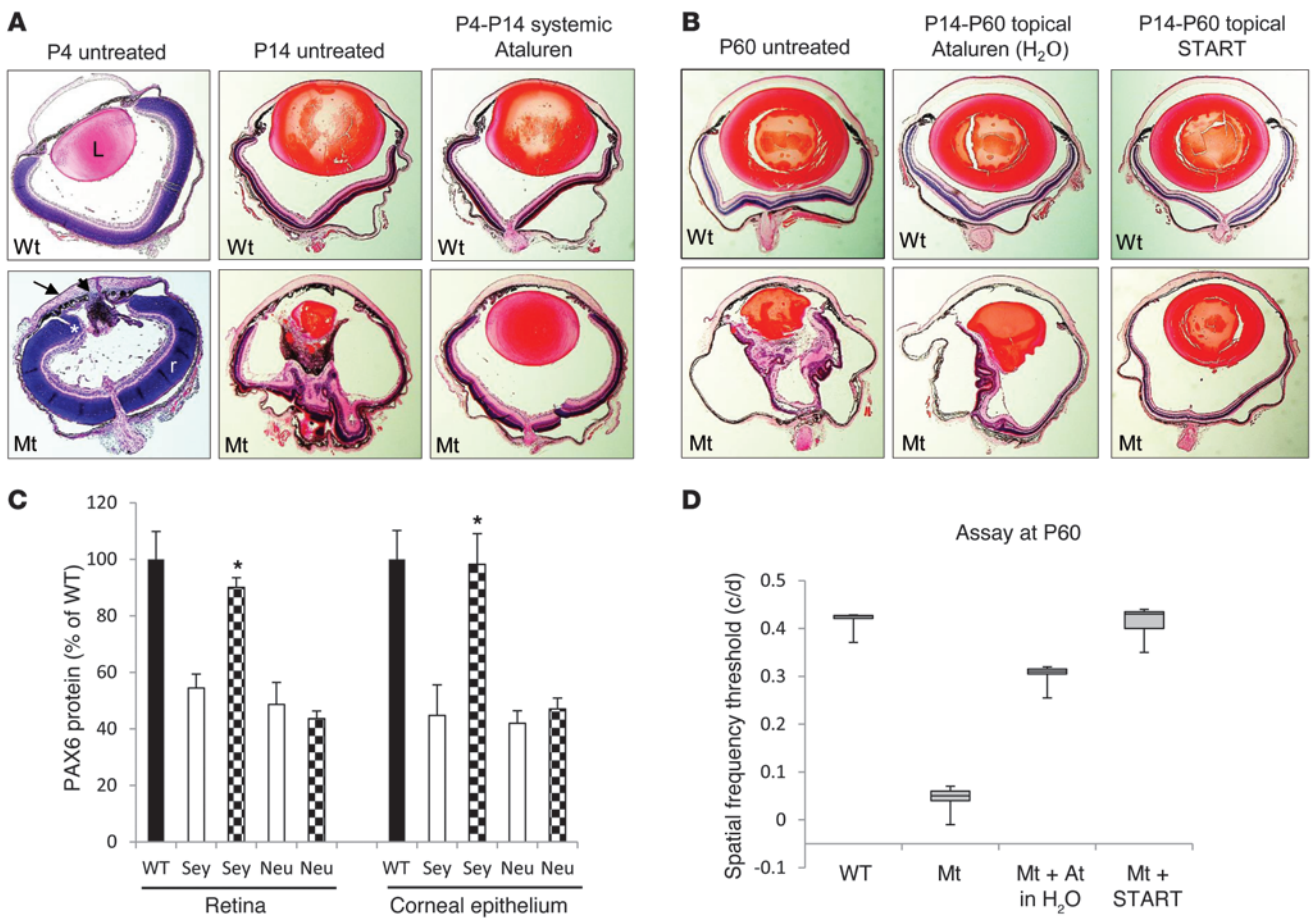 A
P4 untreated
P14 untreated
P4-P14 systemic
Ataluren
L
Wt
Wt
Wt
*
r
Mt
Mt
Mt
B
P60 untreated
P14-P60 topical
Ataluren (H₂O)
P14-P60 topical
START
Wt
Wt
Wt
Mt
Mt
Mt
C
PAX6 protein (% of WT)
120
100
80
60
40
20
0
*
*
WT Sey Sey Neu Neu WT Sey Sey Neu Neu
Retina Corneal epithelium
D
Assay at P60
Spatial frequency threshold (c/d)
0.5
0.4
0.3
0.2
0.1
0
-0.1
WT Mt Mt + At Mt +
in H₂O START